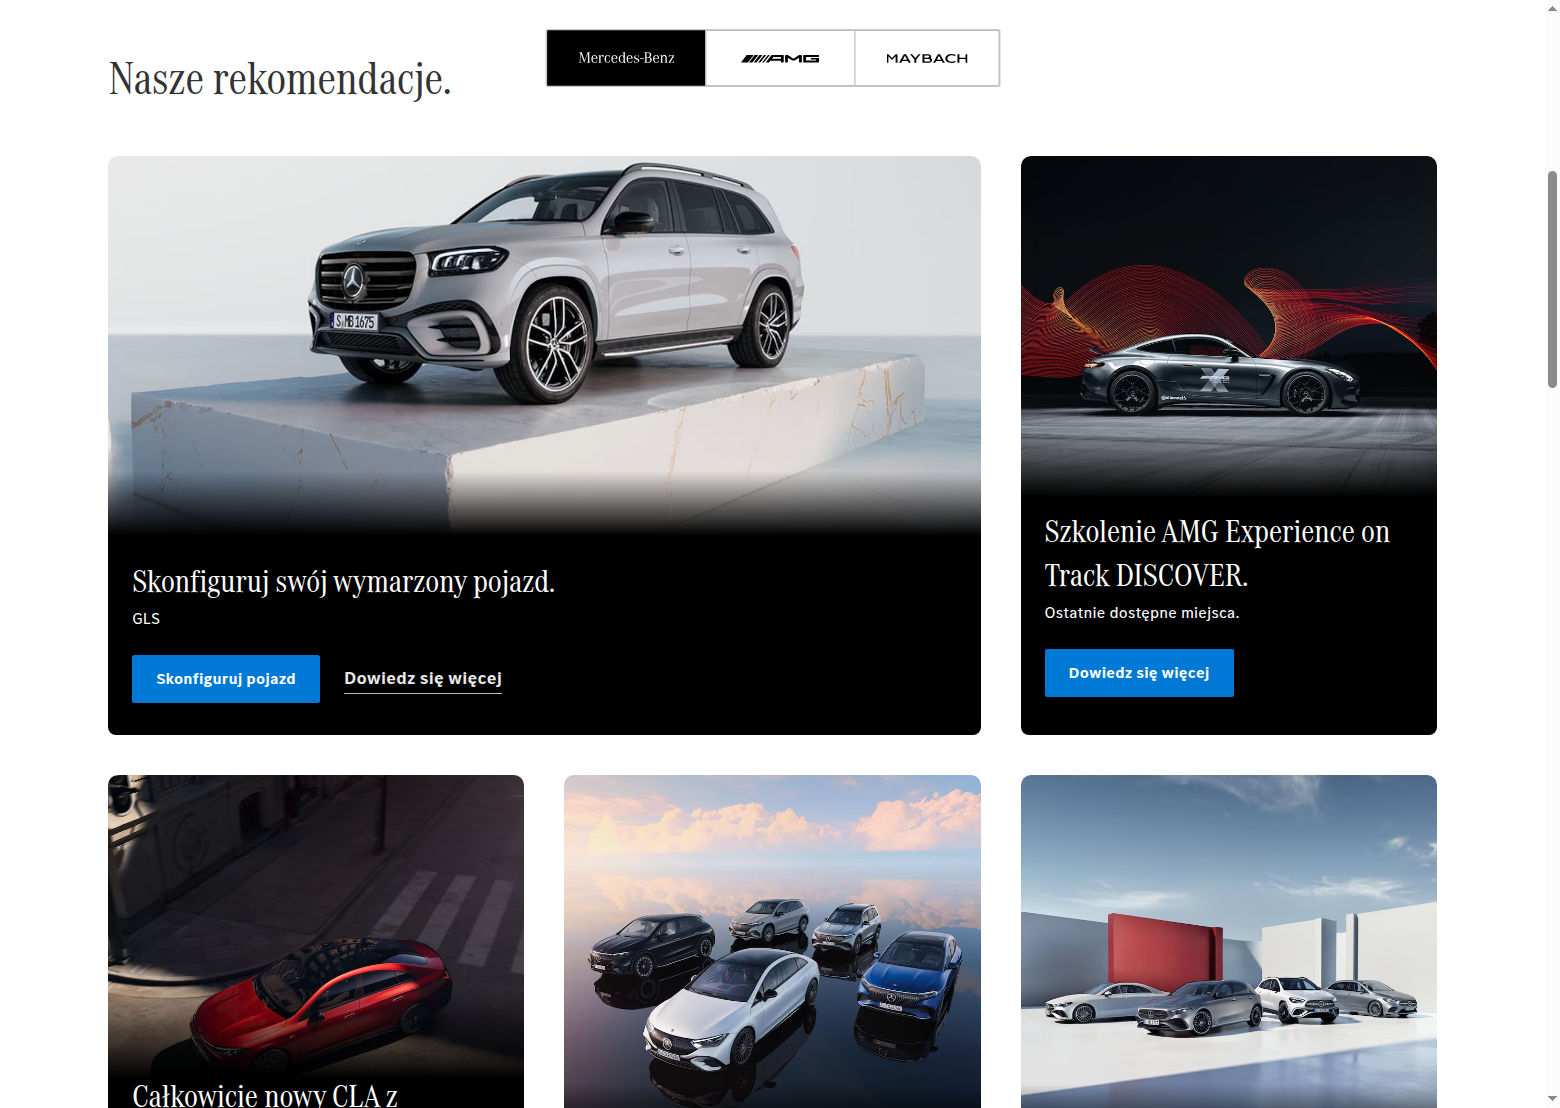 Nasze rekomendacje.
Mercedes-Benz
AMG
MAYBACH
S MB 1675
Skonfiguruj swój wymarzony pojazd.
GLS
Skonfiguruj pojazd
Dowiedz się więcej
AMG
Szkolenie AMG Experience on
Track DISCOVER.
Ostatnie dostępne miejsca.
Dowiedz się więcej
Całkowicie nowy CLA z